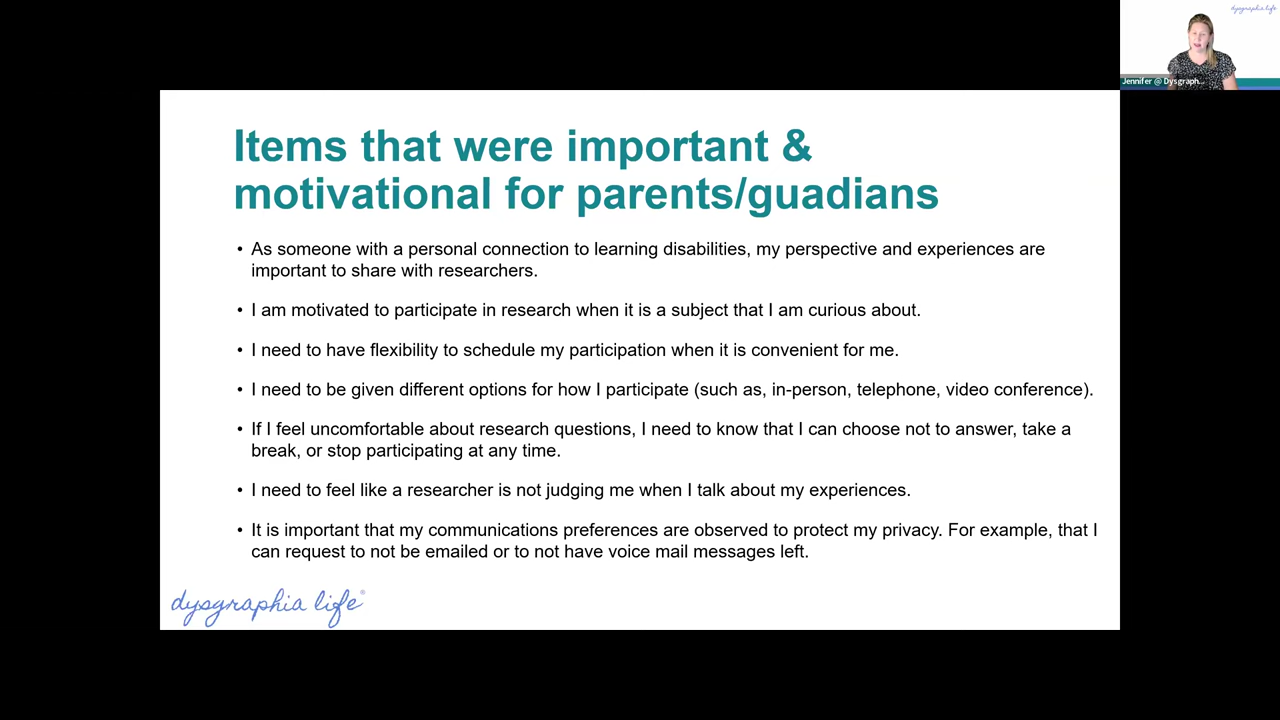 dysgraphia life
Jennifer @ Dysgraph...
Items that were important &
motivational for parents/guadians
• As someone with a personal connection to learning disabilities, my perspective and experiences are
important to share with researchers.
• I am motivated to participate in research when it is a subject that I am curious about.
• I need to have flexibility to schedule my participation when it is convenient for me.
• I need to be given different options for how I participate (such as, in-person, telephone, video conference).
• If I feel uncomfortable about research questions, I need to know that I can choose not to answer, take a
break, or stop participating at any time.
• I need to feel like a researcher is not judging me when I talk about my experiences.
• It is important that my communications preferences are observed to protect my privacy. For example, that I
can request to not be emailed or to not have voice mail messages left.
dysgraphia life®